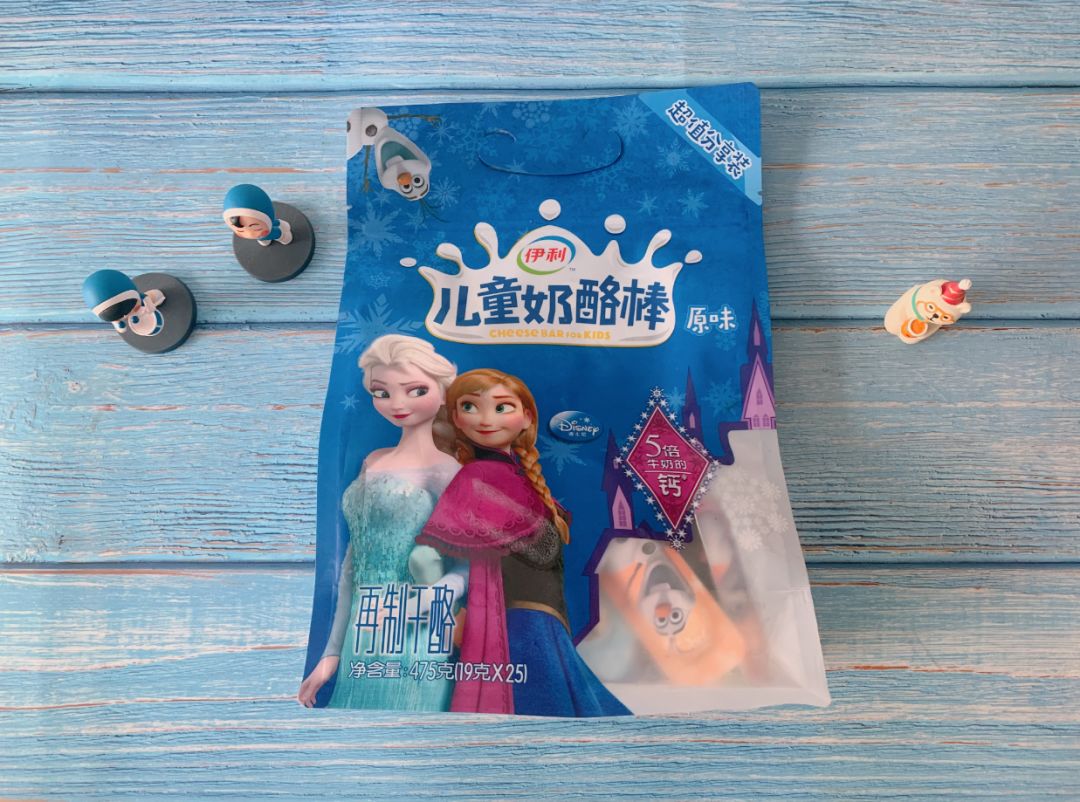 超值分享装
伊利
TM
儿童奶酪棒
CHEESE BAR FOR KIDS
原味
Disney
5倍
牛奶的
钙
再制干酪
净含量:475克(19克X25)